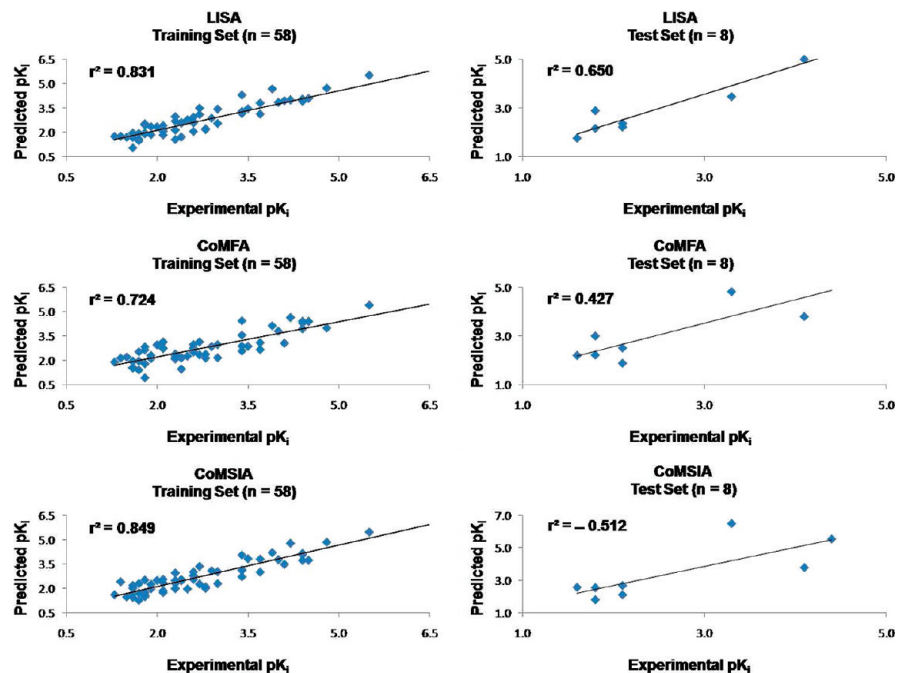 LISA
Training Set (n = 58)
r² = 0.831
Predicted pKᵢ
6.5
5.0
3.5
2.0
0.5
0.5 2.0 3.5 5.0 6.5
Experimental pKᵢ
LISA
Test Set (n = 8)
r² = 0.650
Predicted pKᵢ
5.0
3.0
1.0
1.0 3.0 5.0
Experimental pKᵢ
CoMFA
Training Set (n = 58)
r² = 0.724
Predicted pKᵢ
6.5
5.0
3.5
2.0
0.5
0.5 2.0 3.5 5.0 6.5
Experimental pKᵢ
CoMFA
Test Set (n = 8)
r² = 0.427
Predicted pKᵢ
5.0
3.0
1.0
1.0 3.0 5.0
Experimental pKᵢ
CoMSIA
Training Set (n = 58)
r² = 0.849
Predicted pKᵢ
6.5
5.0
3.5
2.0
0.5
0.5 2.0 3.5 5.0 6.5
Experimental pKᵢ
CoMSIA
Test Set (n = 8)
r² = – 0.512
Predicted pKᵢ
7.0
5.0
3.0
1.0
1.0 3.0 5.0
Experimental pKᵢ